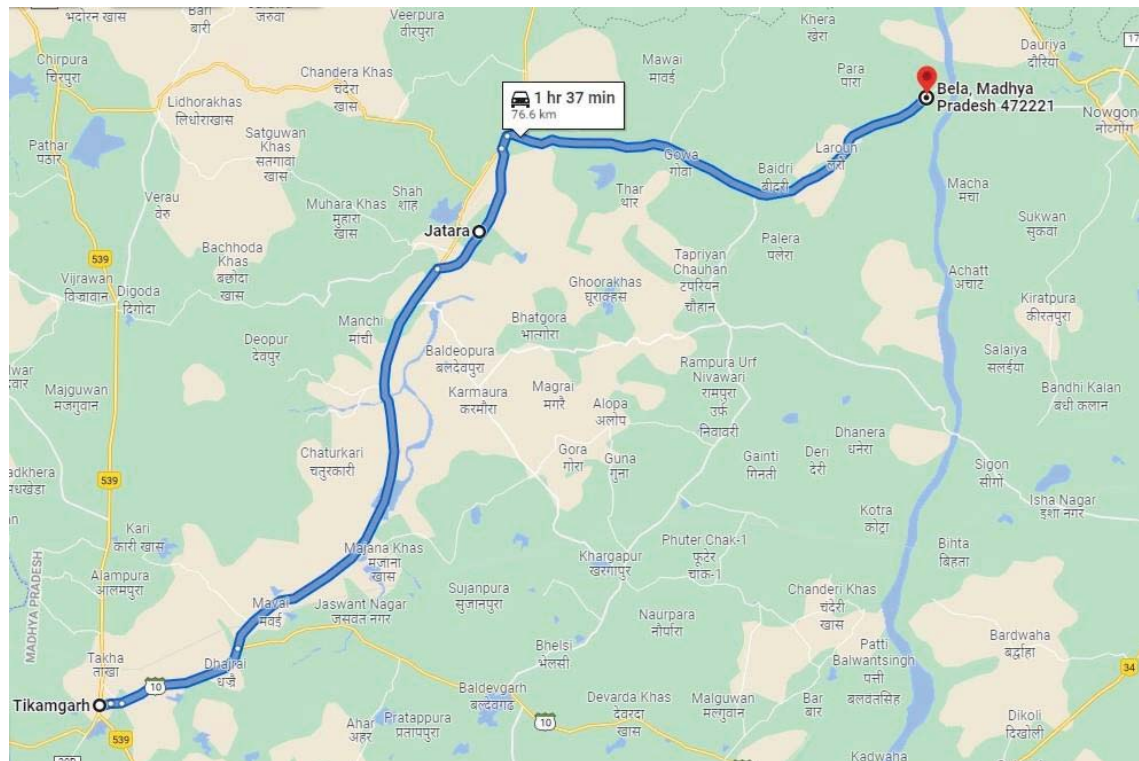 भदारन खास
Bari
बारी
जरुवा
Veerpura
वीरपुरा
Khera
खेरा
Dauriya
दौरिया
17
Chirpura
चिरपुरा
Chandera Khas
चंदेरा
खास
Mawai
मावई
Para
पारा
1 hr 37 min
76.6 km
Bela, Madhya
Pradesh 472221
Lidhorakhas
लिधोराखास
Nowgong
नोव्गोंग
Pathar
पठार
Satguwan
Khas
सतगावां
खास
Gowa
गोवा
Laroun
लारौ
Baidri
बैदरी
Shah
शाह
Thar
थार
Macha
मचा
Verau
वेरु
Muhara Khas
मुहारा
खास
Jatara
Sukwan
सुकवा
Palera
पलेरा
Bachhoda
Khas
बछोदा
खास
Tapriyan
Chauhan
टपरियन
चौहान
539
Vijrawan
विज्रावान
Digoda
दिगोदा
Ghoorakhas
घूराक्हस
Achatt
अचाट
Kiratpura
कीरतपुरा
Manchi
मांची
Bhatgora
भात्गोरा
Deopur
देवपुर
Baldeopura
बलदेवपुरा
Rampura Urf
Nivawari
रामपुरा
उर्फ
निवावरी
Salaiya
सलईया
Majguwan
मजगुवान
Karmaura
करमौरा
Magrai
मगरै
Alopa
अलोप
Bandhi Kalan
बधी कलान
Chaturkari
चतुरकारी
Gora
गोरा
Guna
गुना
Gainti
गिनती
Deri
देरी
Dhanera
धनेरा
Sigon
सीगो
539
Isha Nagar
इशा नगर
Kari
कारी खास
Kotra
कोट्रा
Majana Khas
मजाना
खास
Khargapur
खरगापुर
Phuter Chak-1
फूटेर
चाक-1
Bihta
बिहता
MADHYA PRADESH
Alampura
आलमपुरा
Mavai
मवई
Jaswant Nagar
जसवंत नगर
Sujanpura
सुजानपुरा
Chanderi Khas
चंदेरी
खास
Naurpara
नौर्पारा
Bardwaha
बर्द्वाहा
Takha
ताखा
Dhajrai
धज्रै
Bhelsi
भेलसी
Patti
Balwantsingh
पत्ती
बलवतसिंह
34
10
Tikamgarh
Baldevgarh
बल्देवगढ
Devarda Khas
देवरदा
खास
Malguwan
मल्गुवान
Bar
बार
539
Ahar
अहर
Pratappura
प्रतापपुरा
10
Dikoli
दिखोली
Kadwaha